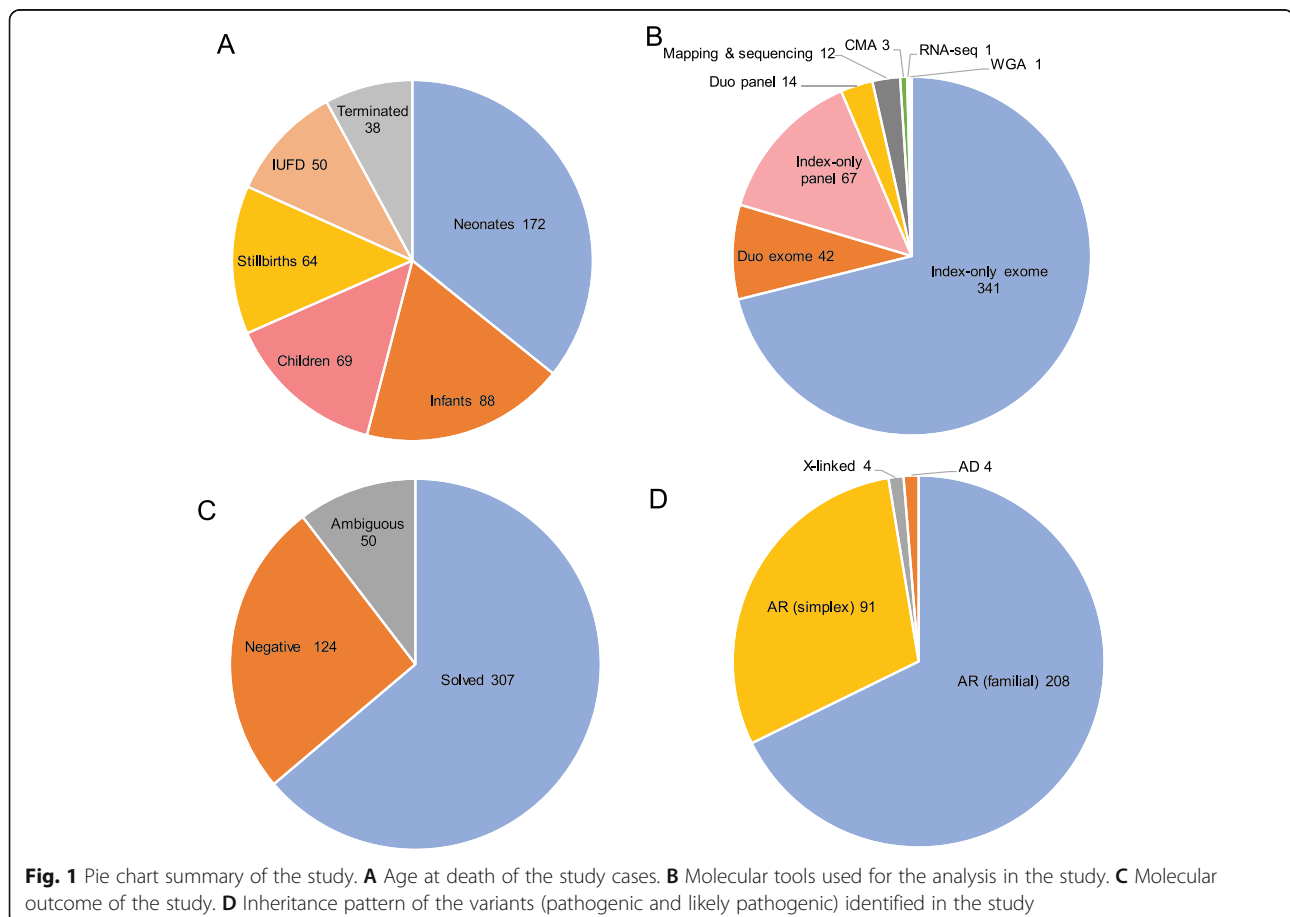 A
Terminated
38
IUFD 50
Neonates 172
Stillbirths 64
Children 69
Infants 88
B
CMA 3
RNA-seq 1
Mapping & sequencing 12
WGA 1
Duo panel 14
Index-only
panel 67
Duo exome 42
Index-only exome
341
C
Ambiguous
50
Negative 124
Solved 307
D
X-linked 4
AD 4
AR (simplex) 91
AR (familial) 208
Fig. 1 Pie chart summary of the study. A Age at death of the study cases. B Molecular tools used for the analysis in the study. C Molecular
outcome of the study. D Inheritance pattern of the variants (pathogenic and likely pathogenic) identified in the study